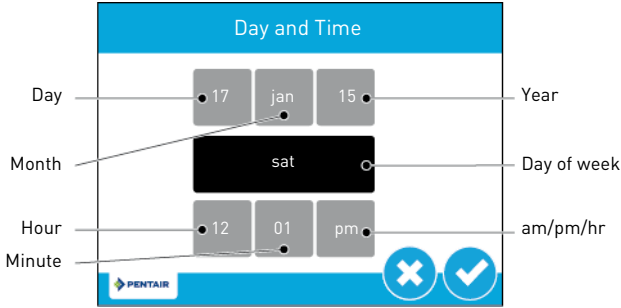 Day and Time
Day 17 jan 15 Year
Month sat Day of week
Hour 12 01 pm am/pm/hr
Minute
PENTAIR